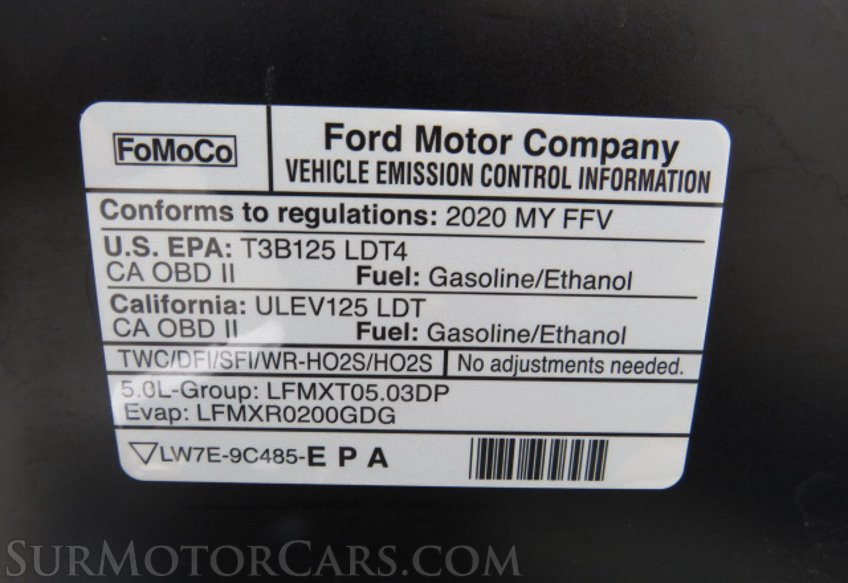 FoMoCo
Ford Motor Company
VEHICLE EMISSION CONTROL INFORMATION
Conforms to regulations: 2020 MY FFV
U.S. EPA: T3B125 LDT4
CA OBD II Fuel: Gasoline/Ethanol
California: ULEV125 LDT
CA OBD II Fuel: Gasoline/Ethanol
TWC/DFI/SFI/WR-HO2S/HO2S No adjustments needed.
5.0L-Group: LFMXT05.03DP
Evap: LFMXR0200GDG
LW7E-9C485-E P A
SurMotorCars.com